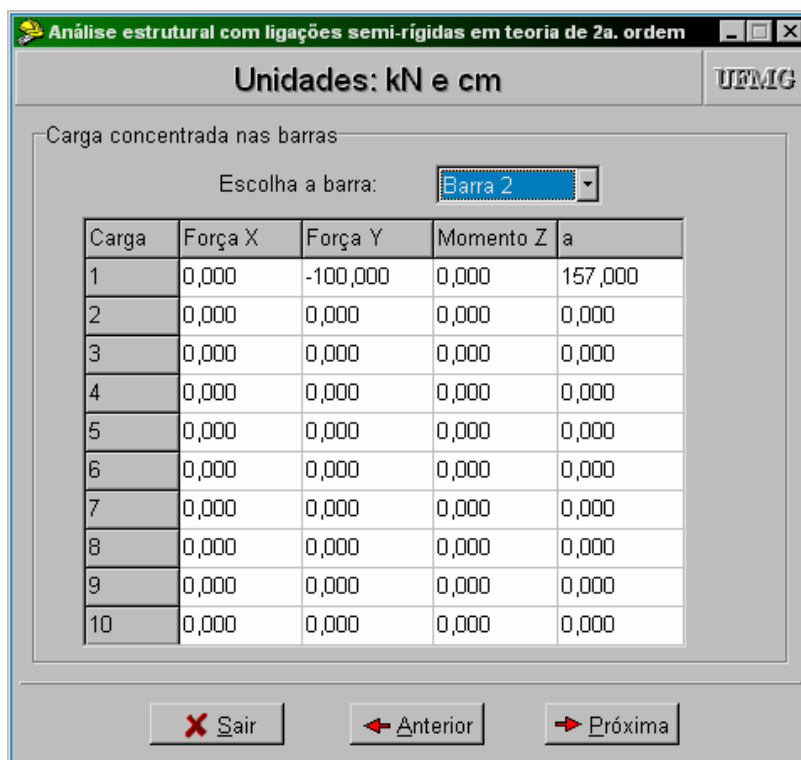 Análise estrutural com ligações semi-rígidas em teoria de 2a. ordem
Unidades: kN e cm
UFMG
Carga concentrada nas barras
Escolha a barra: Barra 2
Carga Força X Força Y Momento Z a
1 0,000 -100,000 0,000 157,000
2 0,000 0,000 0,000 0,000
3 0,000 0,000 0,000 0,000
4 0,000 0,000 0,000 0,000
5 0,000 0,000 0,000 0,000
6 0,000 0,000 0,000 0,000
7 0,000 0,000 0,000 0,000
8 0,000 0,000 0,000 0,000
9 0,000 0,000 0,000 0,000
10 0,000 0,000 0,000 0,000
Sair Anterior Próxima